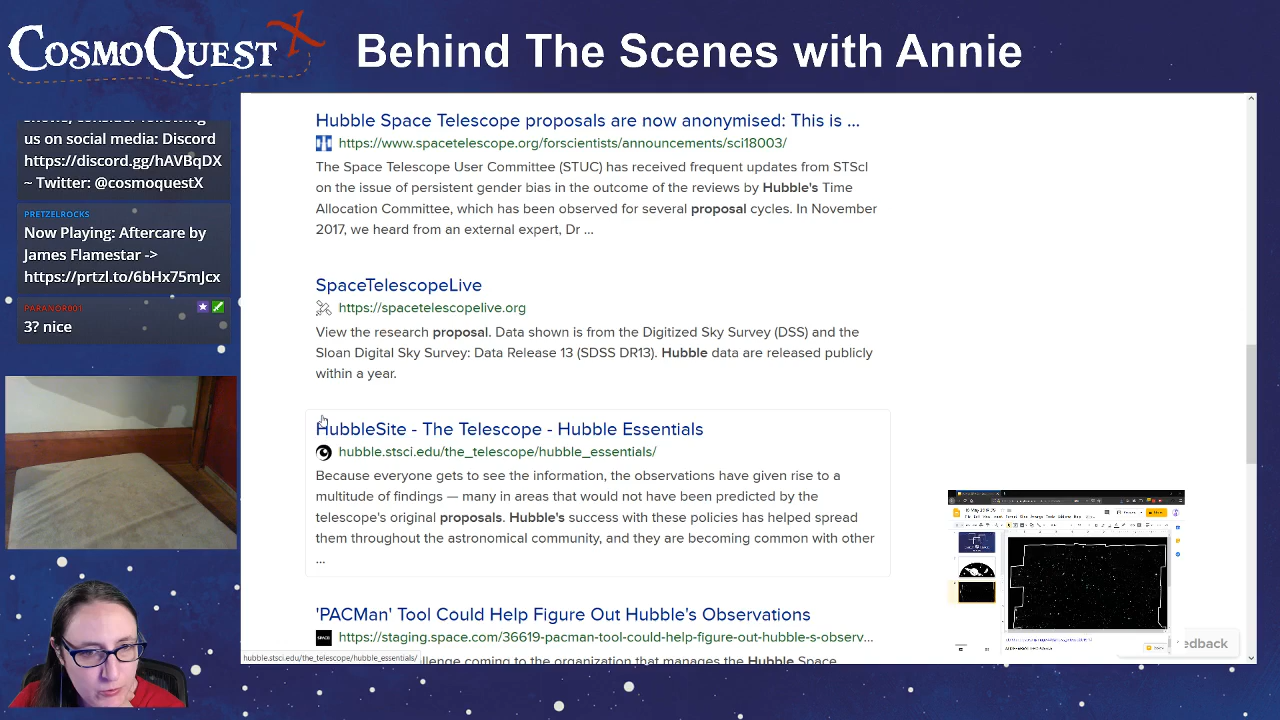 COSMOQUEST X
Behind The Scenes with Annie
us on social media: Discord
https://discord.gg/hAVBqDX
~ Twitter: @cosmoquestX
PRETZELROCKS
Now Playing: Aftercare by
James Flamestar ->
https://prtzl.to/6bHx75mJcx
PARANOR001
3? nice
Hubble Space Telescope proposals are now anonymised: This is ...
https://www.spacetelescope.org/forscientists/announcements/sci18003/
The Space Telescope User Committee (STUC) has received frequent updates from STScI
on the issue of persistent gender bias in the outcome of the reviews by Hubble's Time
Allocation Committee, which has been observed for several proposal cycles. In November
2017, we heard from an external expert, Dr ...
SpaceTelescopeLive
https://spacetelescopelive.org
View the research proposal. Data shown is from the Digitized Sky Survey (DSS) and the
Sloan Digital Sky Survey: Data Release 13 (SDSS DR13). Hubble data are released publicly
within a year.
HubbleSite - The Telescope - Hubble Essentials
hubble.stsci.edu/the_telescope/hubble_essentials/
Because everyone gets to see the information, the observations have given rise to a
multitude of findings — many in areas that would not have been predicted by the
telescope's original proposals. Hubble's success with these policies has helped spread
them throughout the astronomical community, and they are becoming common with other
...
'PACMan' Tool Could Help Figure Out Hubble's Observations
SPACE
https://staging.space.com/36619-pacman-tool-could-help-figure-out-hubble-s-observ...
coming to the organization that manages the Hubble Space
hubble.stsci.edu/the_telescope/hubble_essentials/
edback